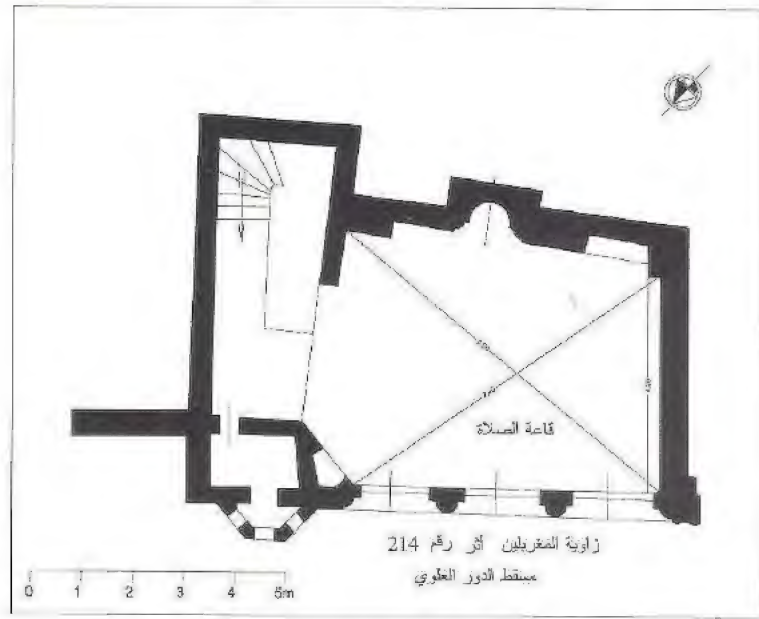 قاعة الصلاة
زاوية المغربلين أثر رقم 214
مسقط الدور العلوي
0 1 2 3 4 5m